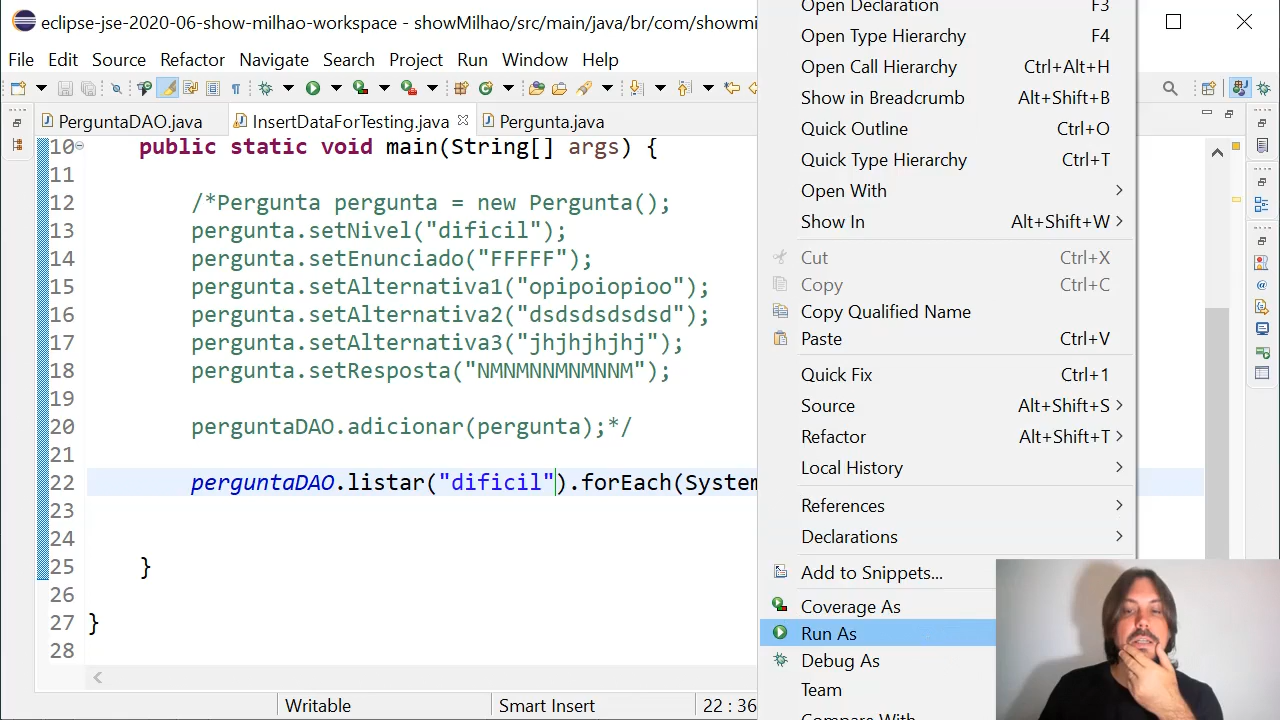 eclipse-jse-2020-06-show-milhao-workspace - showMilhao/src/main/java/br/com/showmi
File Edit Source Refactor Navigate Search Project Run Window Help
PerguntaDAO.java InsertDataForTesting.java Pergunta.java
10 public static void main(String[] args) {
11
12 /*Pergunta pergunta = new Pergunta();
13 pergunta.setNivel("dificil");
14 pergunta.setEnunciado("FFFFF");
15 pergunta.setAlternativa1("opipoiopioo");
16 pergunta.setAlternativa2("dsdsdsdsdsd");
17 pergunta.setAlternativa3("jhjhjhjhj");
18 pergunta.setResposta("NMNMNNMNMNNM");
19
20 perguntaDAO.adicionar(pergunta);*/
21
22 perguntaDAO.listar("dificil").forEach(System
23
24
25 }
26
27 }
28
Writable Smart Insert 22 : 36
Open Declaration F3
Open Type Hierarchy F4
Open Call Hierarchy Ctrl+Alt+H
Show in Breadcrumb Alt+Shift+B
Quick Outline Ctrl+O
Quick Type Hierarchy Ctrl+T
Open With
Show In Alt+Shift+W
Cut Ctrl+X
Copy Ctrl+C
Copy Qualified Name
Paste Ctrl+V
Quick Fix Ctrl+1
Source Alt+Shift+S
Refactor Alt+Shift+T
Local History
References
Declarations
Add to Snippets...
Coverage As
Run As
Debug As
Team
Compare With